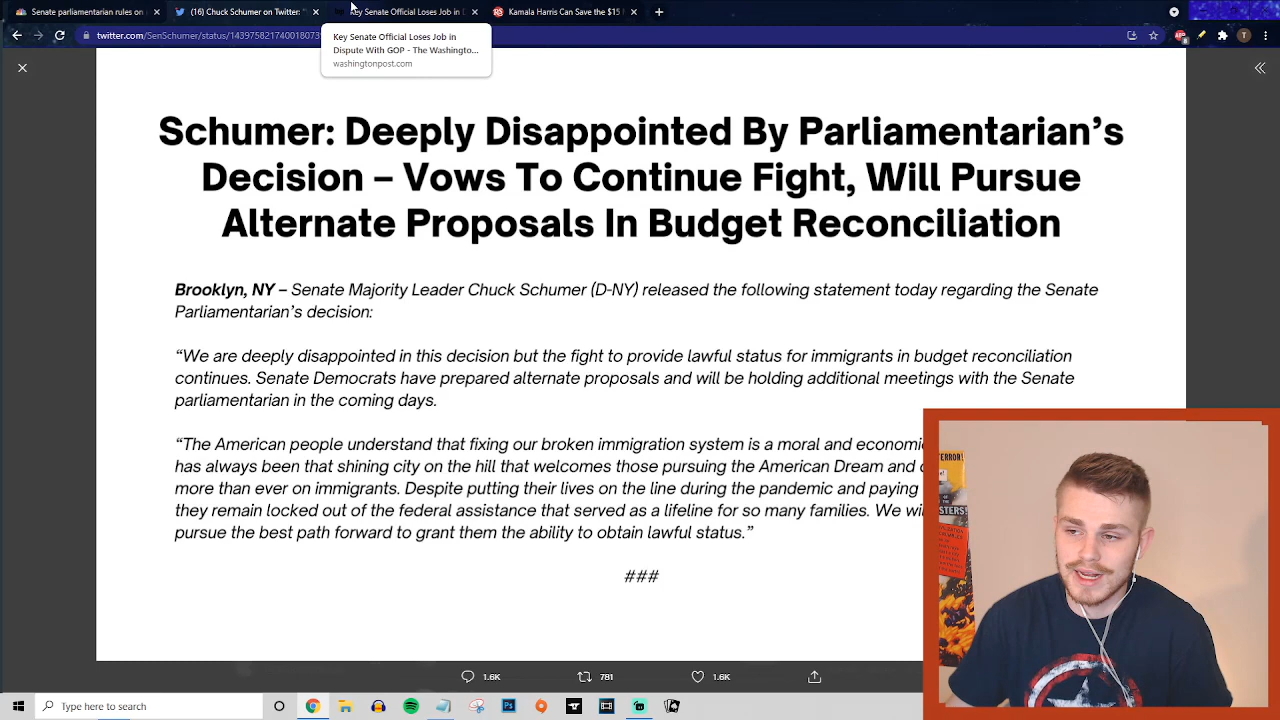 Senate parliamentarian rules on
(16) Chuck Schumer on Twitter: "
Key Senate Official Loses Job in
Kamala Harris Can Save the $15
twitter.com/SenSchumer/status/143975821740018073
Key Senate Official Loses Job in
Dispute With GOP - The Washingto...
washingtonpost.com
Schumer: Deeply Disappointed By Parliamentarian’s
Decision – Vows To Continue Fight, Will Pursue
Alternate Proposals In Budget Reconciliation
Brooklyn, NY – Senate Majority Leader Chuck Schumer (D-NY) released the following statement today regarding the Senate
Parliamentarian’s decision:
“We are deeply disappointed in this decision but the fight to provide lawful status for immigrants in budget reconciliation
continues. Senate Democrats have prepared alternate proposals and will be holding additional meetings with the Senate
parliamentarian in the coming days.
“The American people understand that fixing our broken immigration system is a moral and economi
has always been that shining city on the hill that welcomes those pursuing the American Dream and
more than ever on immigrants. Despite putting their lives on the line during the pandemic and paying
they remain locked out of the federal assistance that served as a lifeline for so many families. We wi
pursue the best path forward to grant them the ability to obtain lawful status.”
###
1.6K
781
1.6K
ERROR!
OF THE
STERS!
Type here to search
T